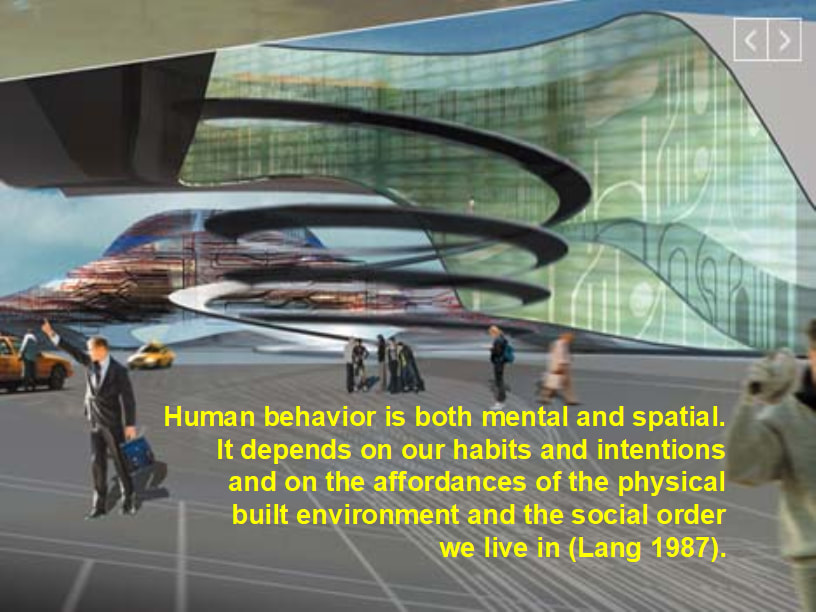 Human behavior is both mental and spatial.
It depends on our habits and intentions
and on the affordances of the physical
built environment and the social order
we live in (Lang 1987).